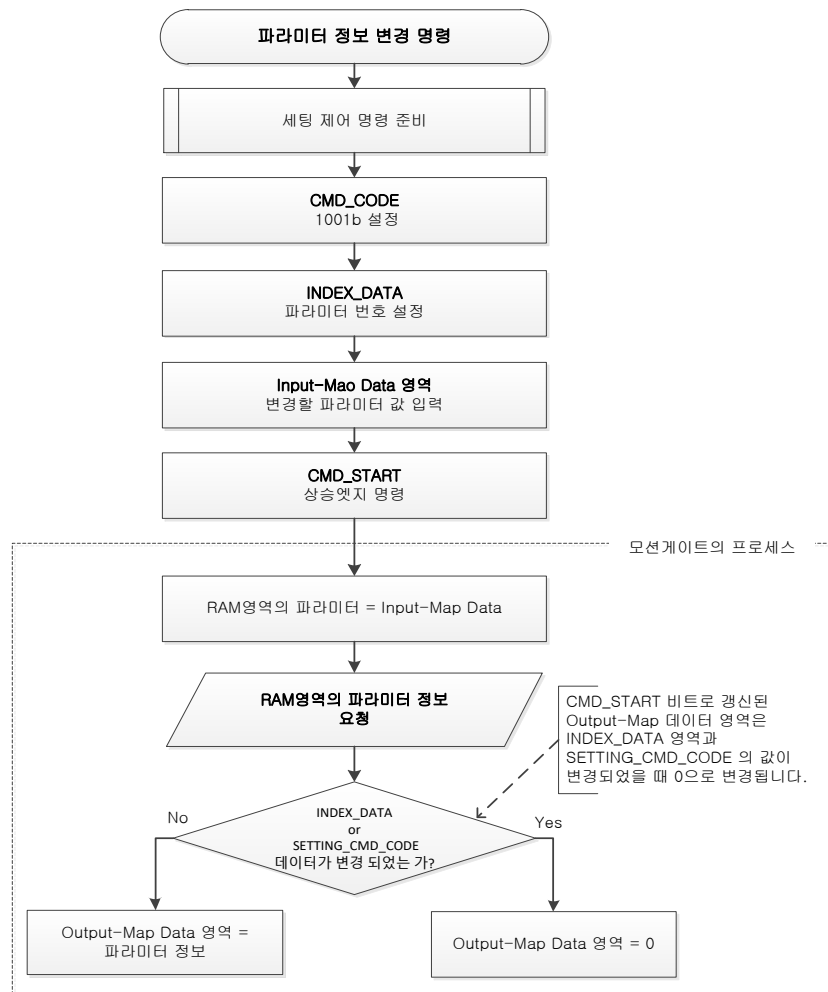 파라미터 정보 변경 명령
세팅 제어 명령 준비
CMD_CODE
1001b 설정
INDEX_DATA
파라미터 번호 설정
Input-Mao Data 영역
변경할 파라미터 값 입력
CMD_START
상승엣지 명령
모션게이트의 프로세스
RAM영역의 파라미터 = Input-Map Data
RAM영역의 파라미터 정보
요청
CMD_START 비트로 갱신된
Output-Map 데이터 영역은
INDEX_DATA 영역과
SETTING_CMD_CODE 의 값이
변경되었을 때 0으로 변경됩니다.
INDEX_DATA
or
SETTING_CMD_CODE
데이터가 변경 되었는 가?
No
Yes
Output-Map Data 영역 =
파라미터 정보
Output-Map Data 영역 = 0